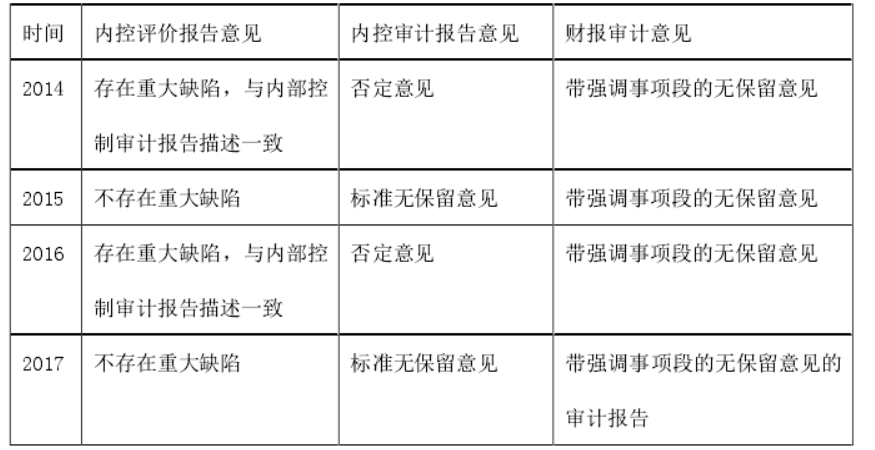 时间 内控评价报告意见 内控审计报告意见 财报审计意见
2014 存在重大缺陷，与内部控 否定意见 带强调事项段的无保留意见
制审计报告描述一致
2015 不存在重大缺陷 标准无保留意见 带强调事项段的无保留意见
2016 存在重大缺陷，与内部控 否定意见 带强调事项段的无保留意见
制审计报告描述一致
2017 不存在重大缺陷 标准无保留意见 带强调事项段的无保留意见的
审计报告